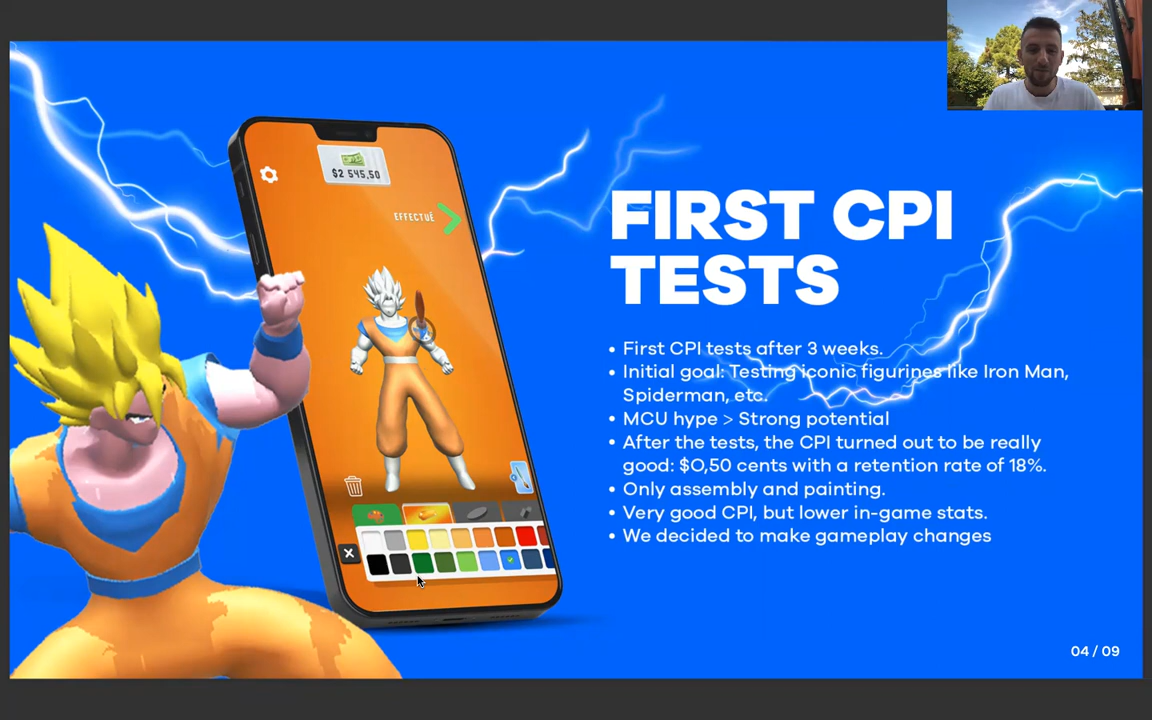 $2 545,50
EFFECTUÉ
FIRST CPI
TESTS
• First CPI tests after 3 weeks.
• Initial goal: Testing iconic figurines like Iron Man,
Spiderman, etc.
• MCU hype > Strong potential
• After the tests, the CPI turned out to be really
good: $0,50 cents with a retention rate of 18%.
• Only assembly and painting.
• Very good CPI, but lower in-game stats.
• We decided to make gameplay changes
04 / 09